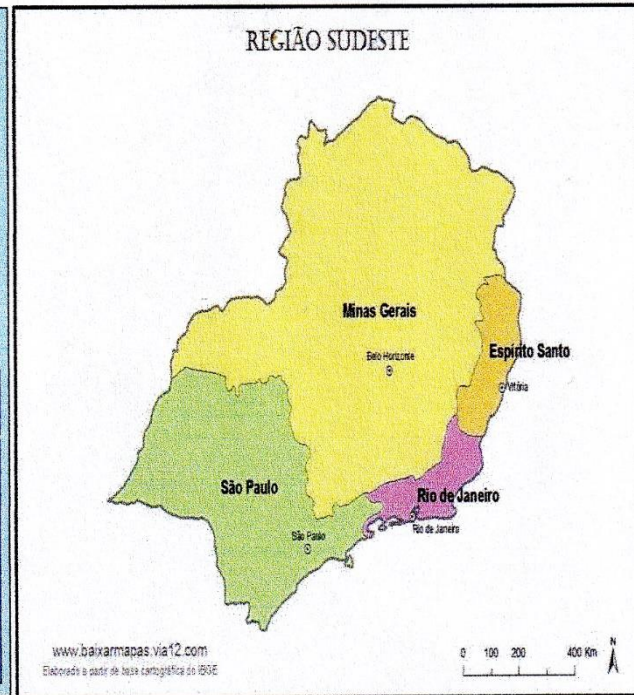 REGIÃO SUDESTE
Minas Gerais
Belo Horizonte
Espírito Santo
Vitória
São Paulo
São Paulo
Rio de Janeiro
Rio de Janeiro
www.baixarmapas.via12.com
Elaborado a partir de base cartográfica do IBGE
0 100 200 400 Km
N